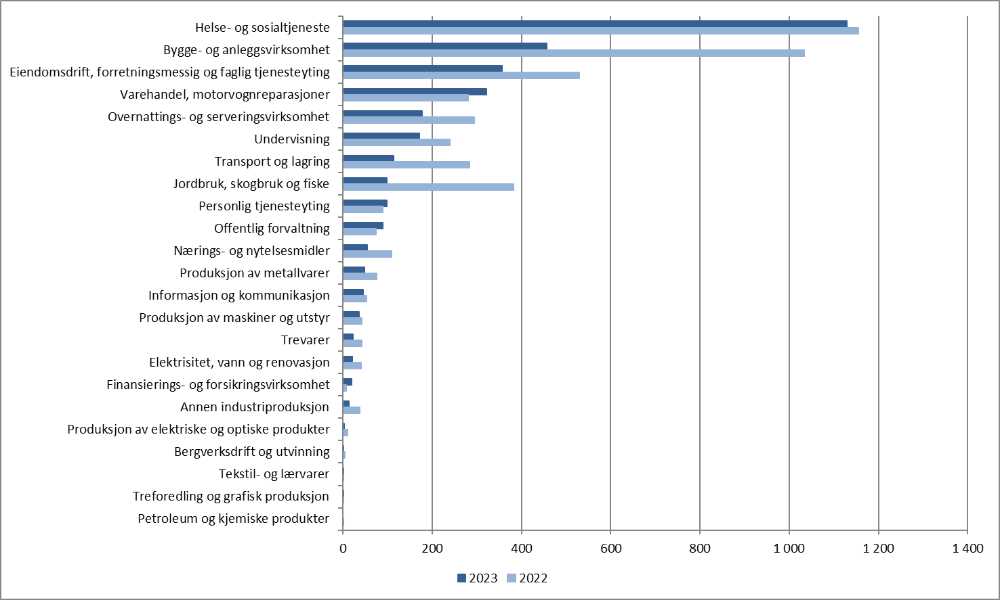 Helse- og sosialtjeneste
Bygge- og anleggsvirksomhet
Eiendomsdrift, forretningsmessig og faglig tjenesteyting
Varehandel, motorvognreparasjoner
Overnattings- og serveringsvirksomhet
Undervisning
Transport og lagring
Jordbruk, skogbruk og fiske
Personlig tjenesteyting
Offentlig forvaltning
Nærings- og nytelsesmidler
Produksjon av metallvarer
Informasjon og kommunikasjon
Produksjon av maskiner og utstyr
Trevarer
Elektrisitet, vann og renovasjon
Finansierings- og forsikringsvirksomhet
Annen industriproduksjon
Produksjon av elektriske og optiske produkter
Bergverksdrift og utvinning
Tekstil- og lærvarer
Treforedling og grafisk produksjon
Petroleum og kjemiske produkter
0 200 400 600 800 1 000 1 200 1 400
2023 2022